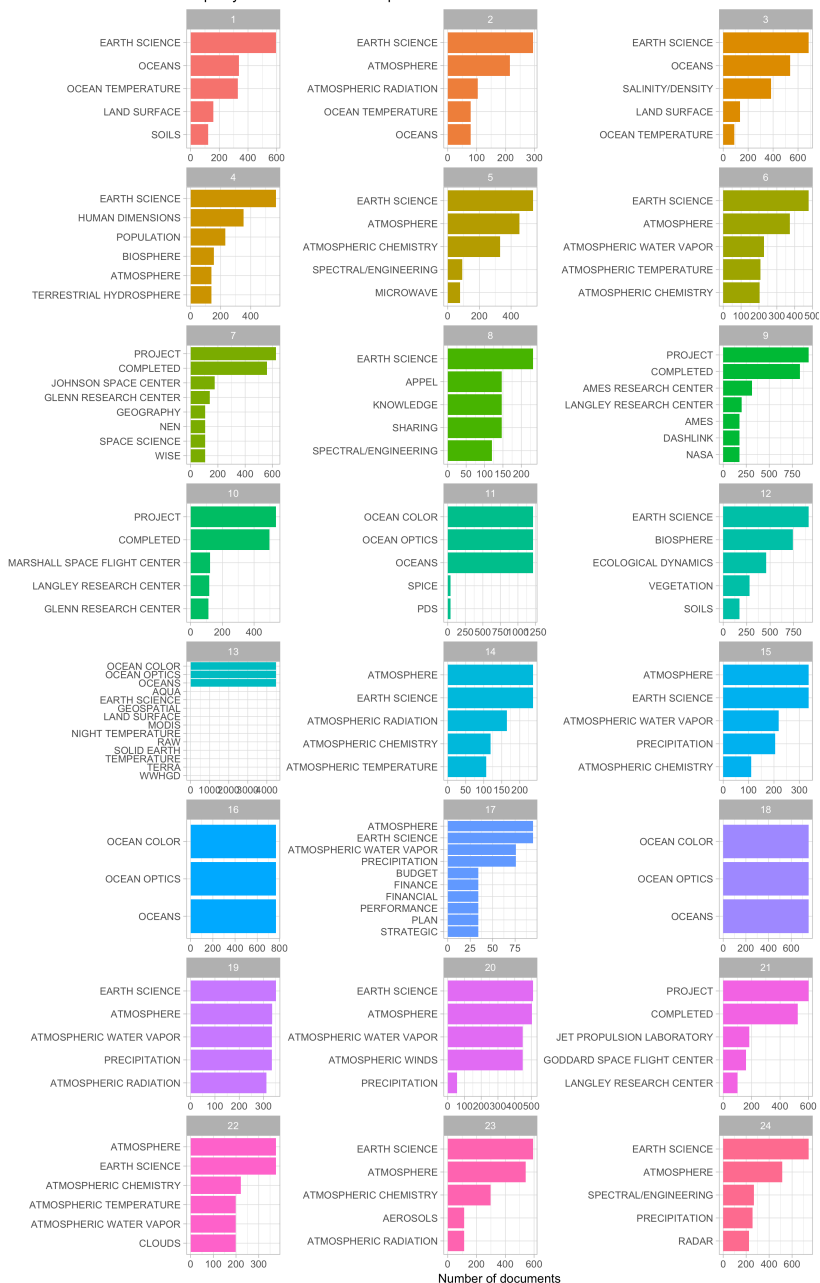 1
EARTH SCIENCE
OCEANS
OCEAN TEMPERATURE
LAND SURFACE
SOILS
0 200 400 600
2
EARTH SCIENCE
ATMOSPHERE
ATMOSPHERIC RADIATION
OCEAN TEMPERATURE
OCEANS
0 100 200 300
3
EARTH SCIENCE
OCEANS
SALINITY/DENSITY
LAND SURFACE
OCEAN TEMPERATURE
0 200 400 600
4
EARTH SCIENCE
HUMAN DIMENSIONS
POPULATION
BIOSPHERE
ATMOSPHERE
TERRESTRIAL HYDROSPHERE
0 200 400
5
EARTH SCIENCE
ATMOSPHERE
ATMOSPHERIC CHEMISTRY
SPECTRAL/ENGINEERING
MICROWAVE
0 200 400
6
EARTH SCIENCE
ATMOSPHERE
ATMOSPHERIC WATER VAPOR
ATMOSPHERIC TEMPERATURE
ATMOSPHERIC CHEMISTRY
0 100 200 300 400 500
7
PROJECT
COMPLETED
JOHNSON SPACE CENTER
GLENN RESEARCH CENTER
GEOGRAPHY
NEN
SPACE SCIENCE
WISE
0 200 400 600
8
EARTH SCIENCE
APPEL
KNOWLEDGE
SHARING
SPECTRAL/ENGINEERING
0 50 100 150 200
9
PROJECT
COMPLETED
AMES RESEARCH CENTER
LANGLEY RESEARCH CENTER
AMES
DASHLINK
NASA
0 250 500 750
10
PROJECT
COMPLETED
MARSHALL SPACE FLIGHT CENTER
LANGLEY RESEARCH CENTER
GLENN RESEARCH CENTER
0 200 400
11
OCEAN COLOR
OCEAN OPTICS
OCEANS
SPICE
PDS
0 250 500 750 1000 1250
12
EARTH SCIENCE
BIOSPHERE
ECOLOGICAL DYNAMICS
VEGETATION
SOILS
0 250 500 750
13
OCEAN COLOR
OCEAN OPTICS
OCEANS
AQUA
EARTH SCIENCE
GEOSPATIAL
LAND SURFACE
MODIS
NIGHT TEMPERATURE
RAW
SOLID EARTH
TEMPERATURE
TERRA
WWHGD
0 1000 2000 3000 4000
14
ATMOSPHERE
EARTH SCIENCE
ATMOSPHERIC RADIATION
ATMOSPHERIC CHEMISTRY
ATMOSPHERIC TEMPERATURE
0 50 100 150 200
15
ATMOSPHERE
EARTH SCIENCE
ATMOSPHERIC WATER VAPOR
PRECIPITATION
ATMOSPHERIC CHEMISTRY
0 100 200 300
16
OCEAN COLOR
OCEAN OPTICS
OCEANS
0 200 400 600 800
17
ATMOSPHERE
EARTH SCIENCE
ATMOSPHERIC WATER VAPOR
PRECIPITATION
BUDGET
FINANCE
FINANCIAL
PERFORMANCE
PLAN
STRATEGIC
0 25 50 75
18
OCEAN COLOR
OCEAN OPTICS
OCEANS
0 200 400 600
19
EARTH SCIENCE
ATMOSPHERE
ATMOSPHERIC WATER VAPOR
PRECIPITATION
ATMOSPHERIC RADIATION
0 100 200 300
20
EARTH SCIENCE
ATMOSPHERE
ATMOSPHERIC WATER VAPOR
ATMOSPHERIC WINDS
PRECIPITATION
0 100 200 300 400 500
21
PROJECT
COMPLETED
JET PROPULSION LABORATORY
GODDARD SPACE FLIGHT CENTER
LANGLEY RESEARCH CENTER
0 200 400 600
22
ATMOSPHERE
EARTH SCIENCE
ATMOSPHERIC CHEMISTRY
ATMOSPHERIC TEMPERATURE
ATMOSPHERIC WATER VAPOR
CLOUDS
0 100 200 300
23
EARTH SCIENCE
ATMOSPHERE
ATMOSPHERIC CHEMISTRY
AEROSOLS
ATMOSPHERIC RADIATION
0 200 400 600
24
EARTH SCIENCE
ATMOSPHERE
SPECTRAL/ENGINEERING
PRECIPITATION
RADAR
0 200 400 600
Number of documents